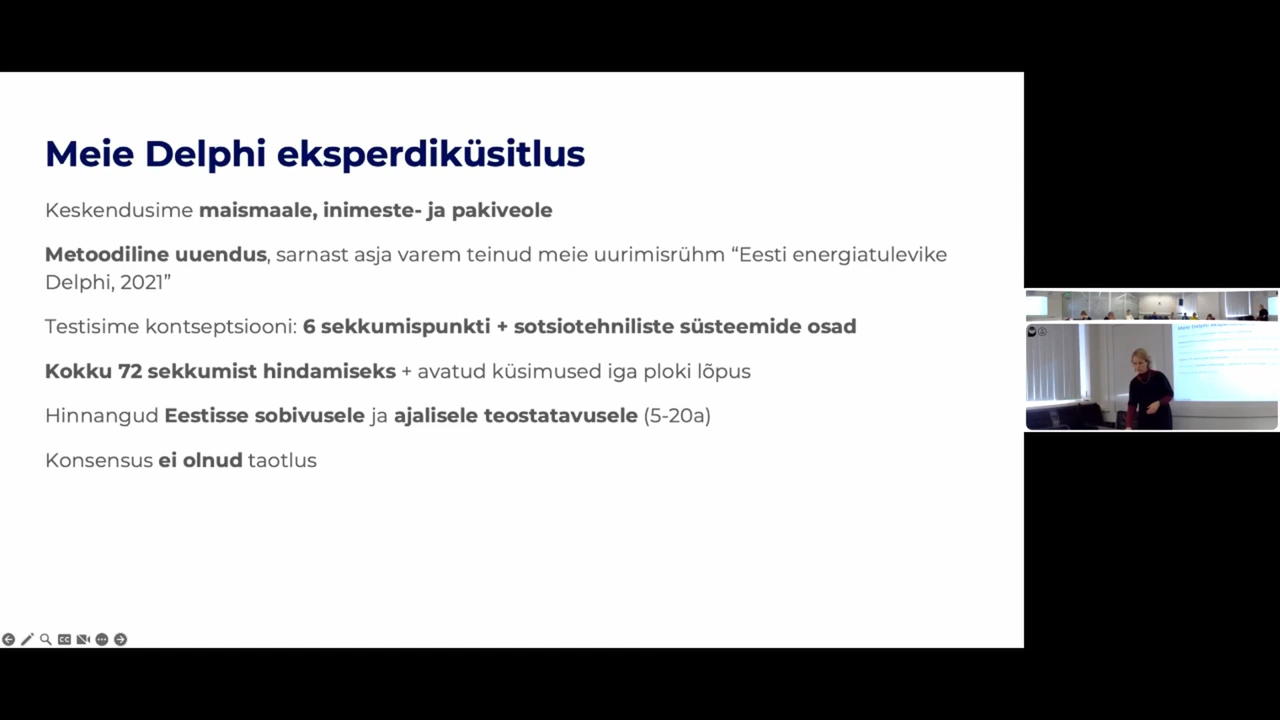 Meie Delphi eksperdiküsitlus
Keskendusime maismaale, inimeste- ja pakiveole
Metoodiline uuendus, sarnast asja varem teinud meie uurimisrühm “Eesti energiatulevike
Delphi, 2021”
Testisime kontseptsiooni: 6 sekkumispunkti + sotsiotehniliste süsteemide osad
Kokku 72 sekkumist hindamiseks + avatud küsimused iga ploki lõpus
Hinnangud Eestisse sobivusele ja ajalisele teostatavusele (5-20a)
Konsensus ei olnud taotlus